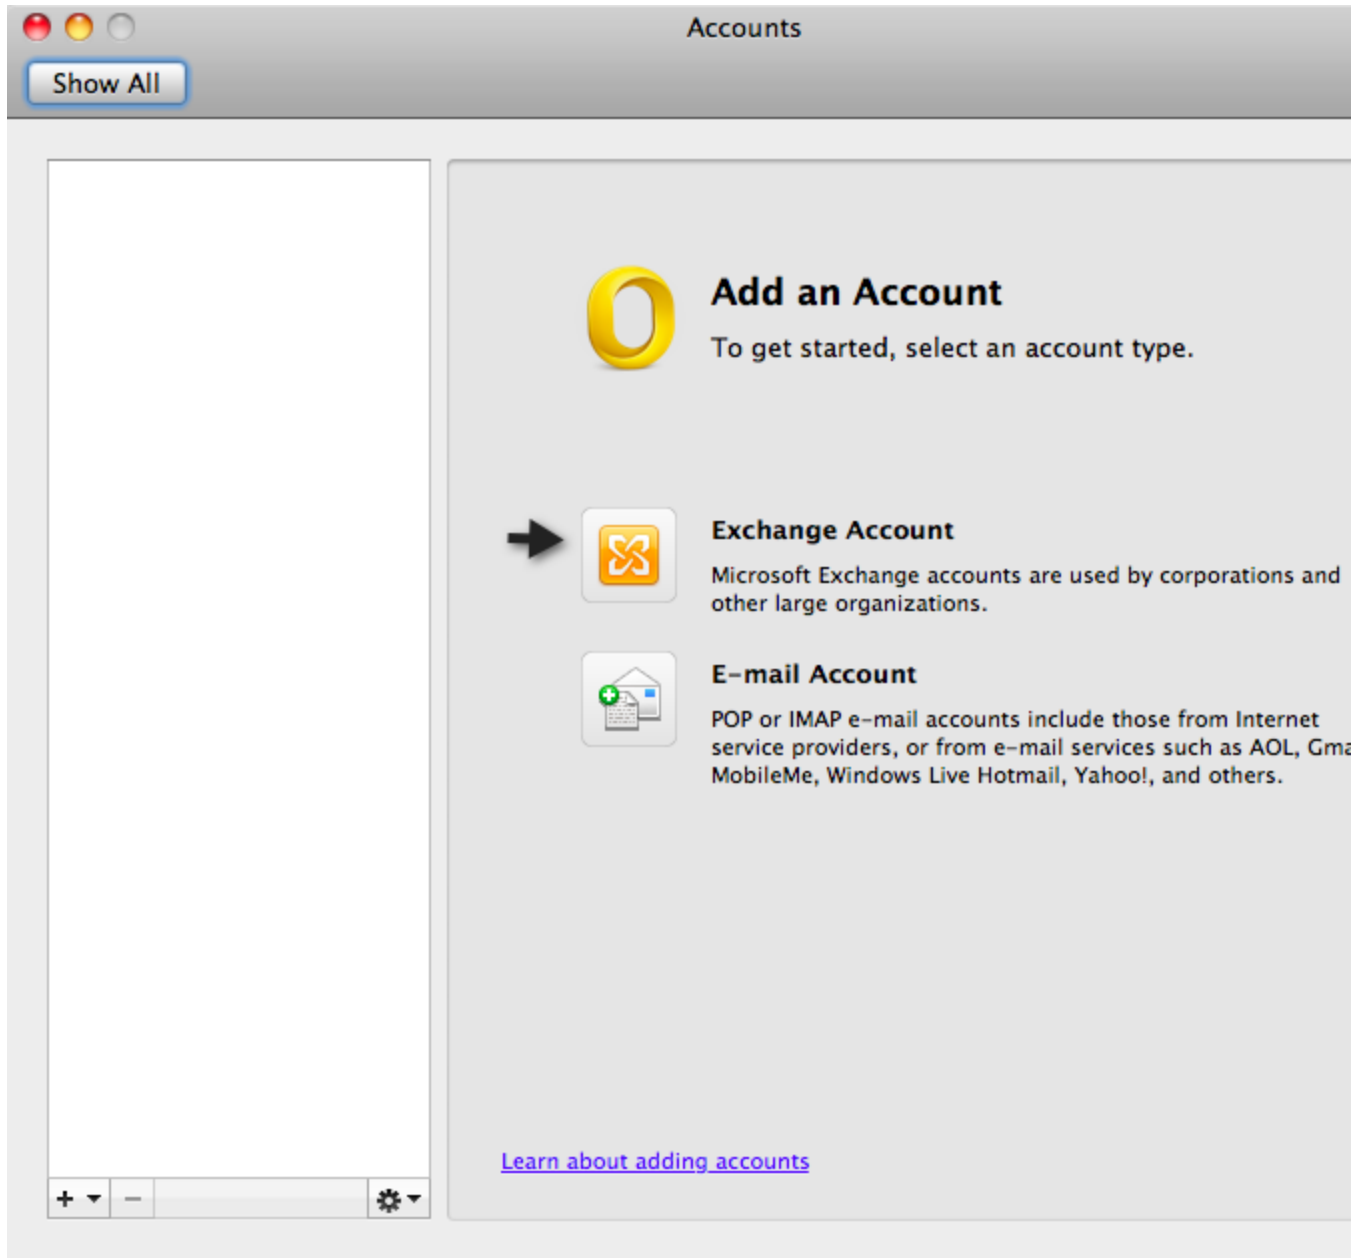 Accounts
Show All
Add an Account
To get started, select an account type.
Exchange Account
Microsoft Exchange accounts are used by corporations and
other large organizations.
E-mail Account
POP or IMAP e-mail accounts include those from Internet
service providers, or from e-mail services such as AOL, Gma
MobileMe, Windows Live Hotmail, Yahoo!, and others.
Learn about adding accounts